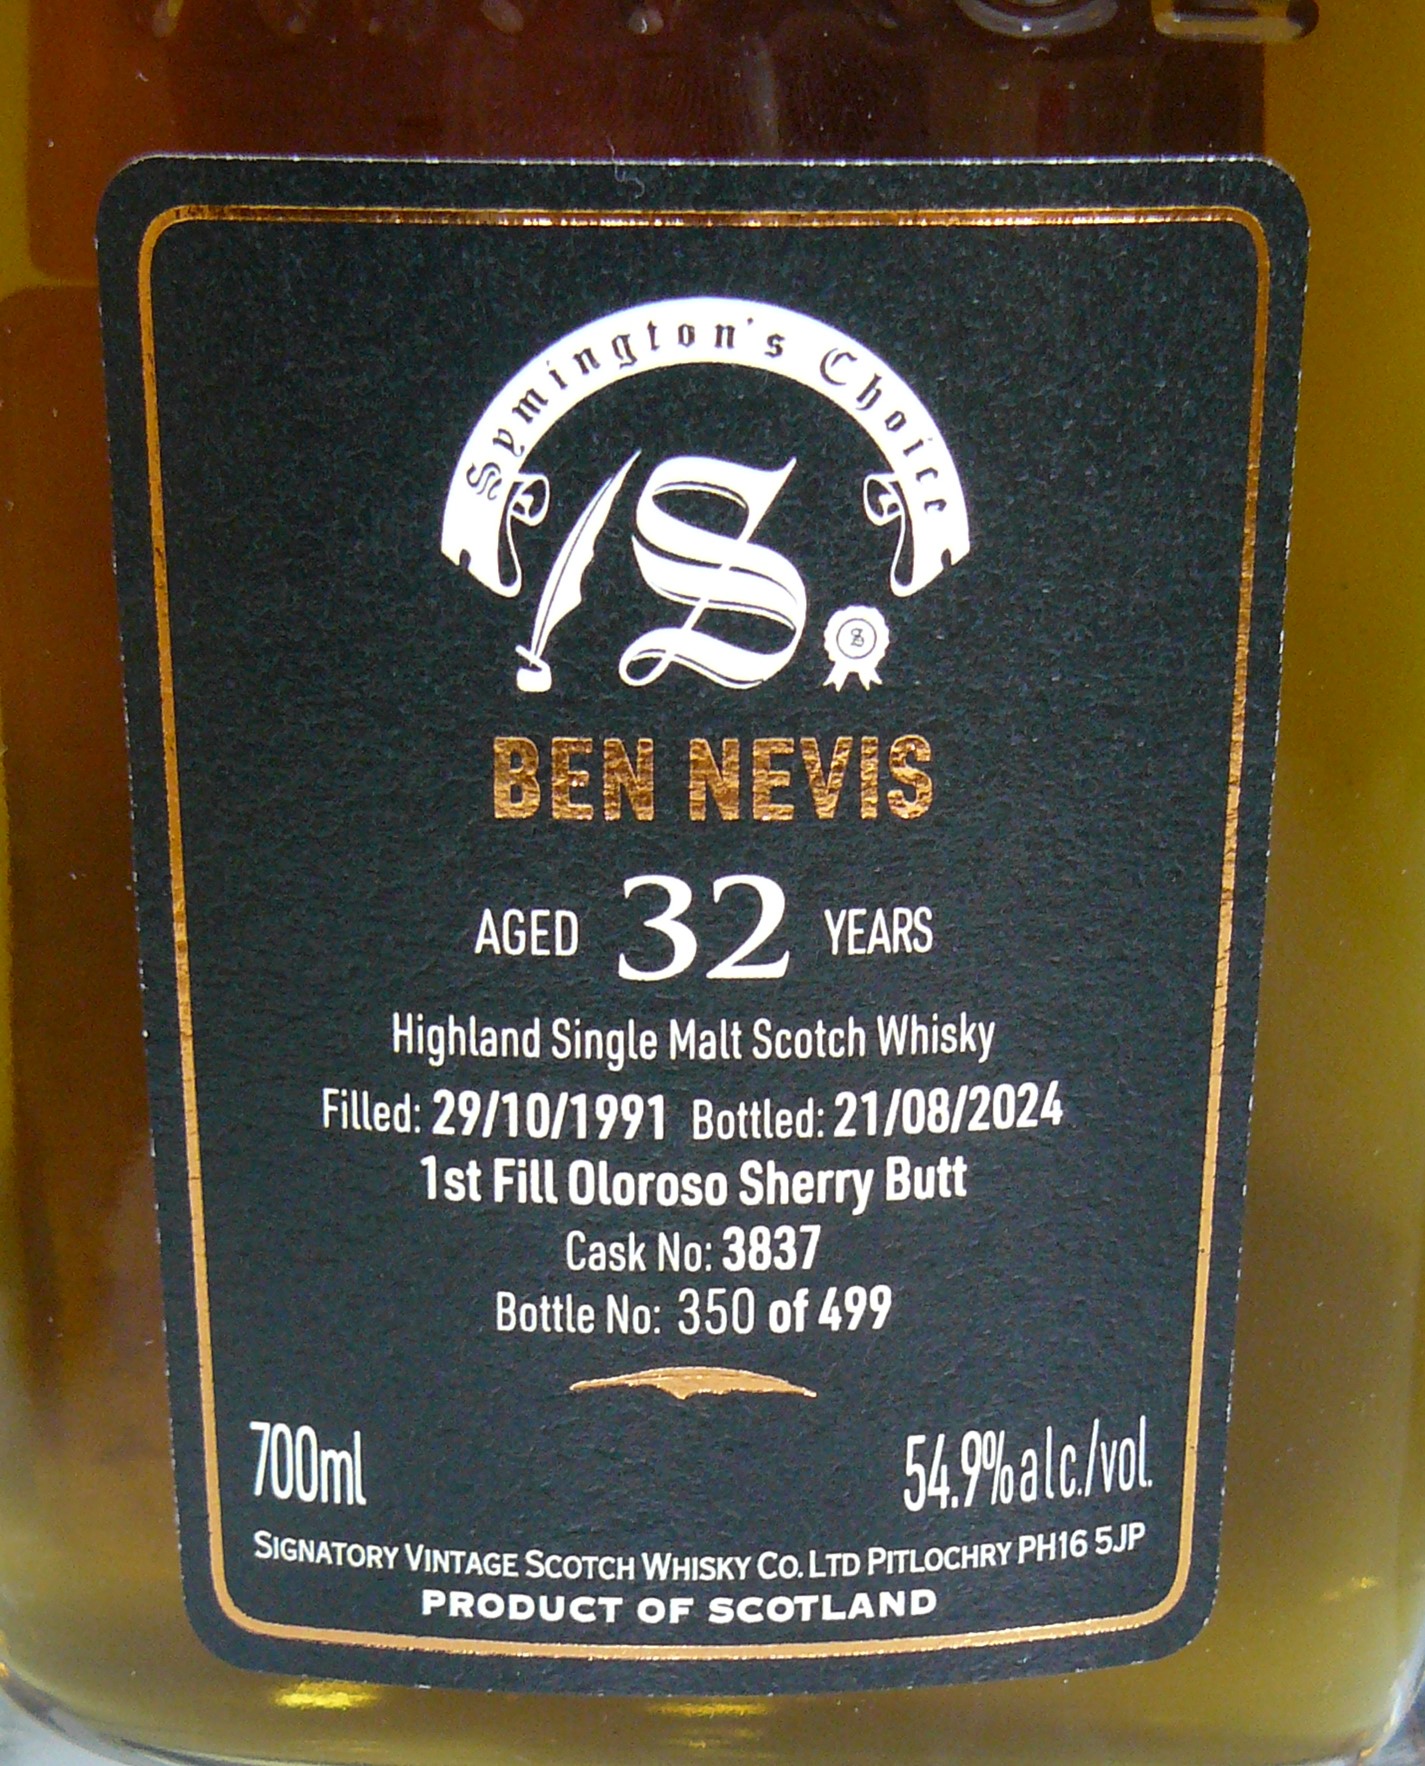 Symington's Choice
S.
S
BEN NEVIS
AGED 32 YEARS
Highland Single Malt Scotch Whisky
Filled: 29/10/1991 Bottled: 21/08/2024
1st Fill Oloroso Sherry Butt
Cask No: 3837
Bottle No: 350 of 499
700ml 54.9%alc./vol.
SIGNATORY VINTAGE SCOTCH WHISKY CO. LTD PITLOCHRY PH16 5JP
PRODUCT OF SCOTLAND